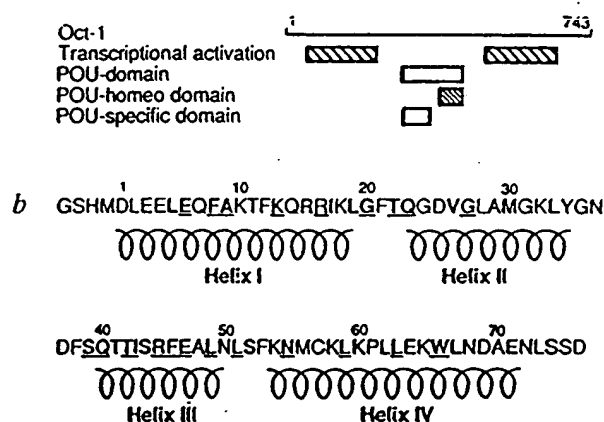 1 743
Oct-1
Transcriptional activation
POU-domain
POU-homeo domain
POU-specific domain
1 10 20 30
b GSHMDLEELEQFAKTFKQRRIKLGFTQGDVGLAMGKLYGN
Helix I Helix II
40 50 60 70
DFSQTTISRFEALNLSFKNMCKLKPLLEKWLNDAENLSSD
Helix III Helix IV